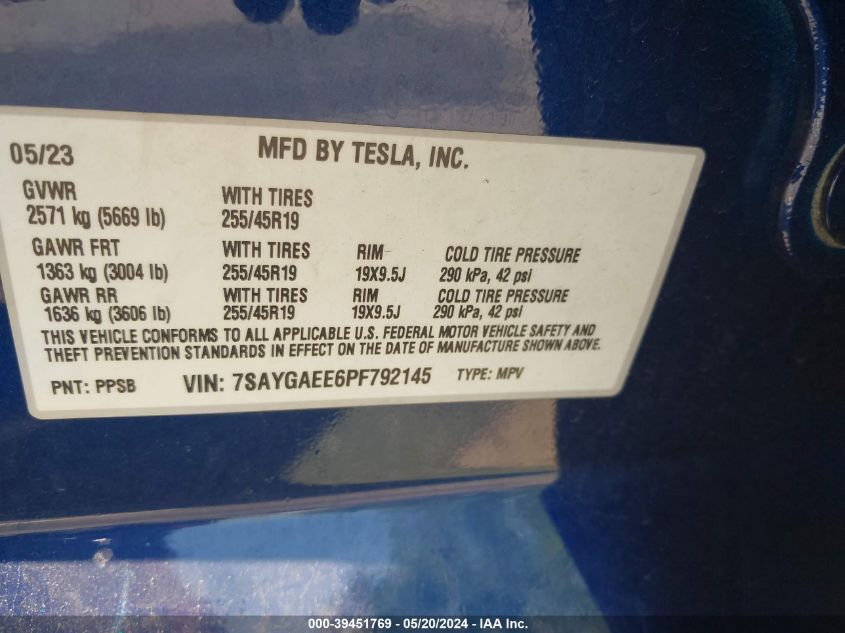 05/23 MFD BY TESLA, INC.
GVWR WITH TIRES
2571 kg (5669 lb) 255/45R19
GAWR FRT WITH TIRES RIM COLD TIRE PRESSURE
1363 kg (3004 lb) 255/45R19 19X9.5J 290 kPa, 42 psi
GAWR RR WITH TIRES RIM COLD TIRE PRESSURE
1636 kg (3606 lb) 255/45R19 19X9.5J 290 kPa, 42 psi
THIS VEHICLE CONFORMS TO ALL APPLICABLE U.S. FEDERAL MOTOR VEHICLE SAFETY AND
THEFT PREVENTION STANDARDS IN EFFECT ON THE DATE OF MANUFACTURE SHOWN ABOVE.
PNT: PPSB VIN: 7SAYGAEE6PF792145 TYPE: MPV
000-39451769 - 05/20/2024 - IAA Inc.